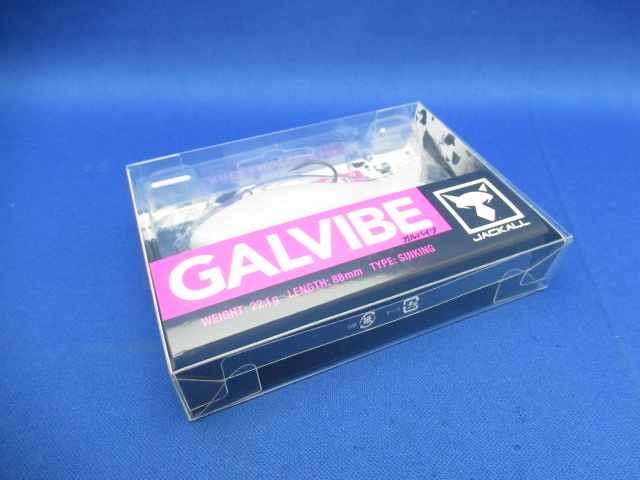 GALVIBE
ガルバイブ
JACKALL
WEIGHT: 22.1g LENGTH: 88mm TYPE: SINKING